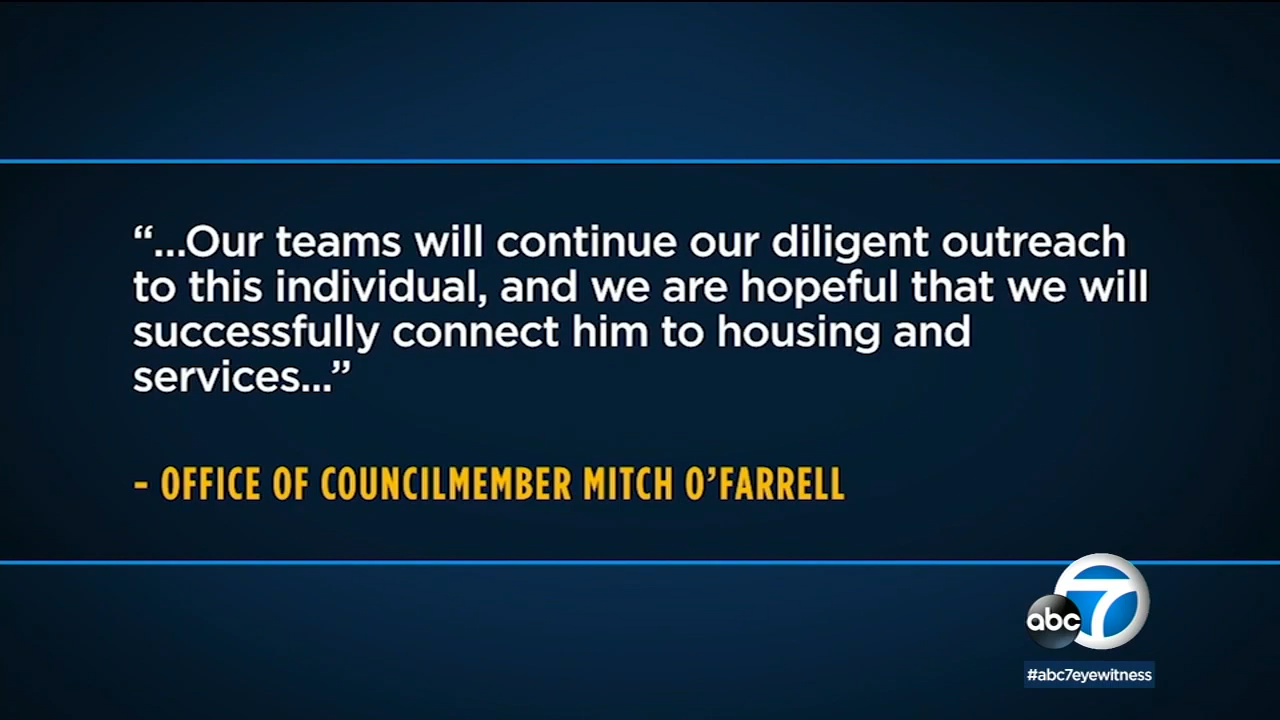 “...Our teams will continue our diligent outreach
to this individual, and we are hopeful that we will
successfully connect him to housing and
services...”
- OFFICE OF COUNCILMEMBER MITCH O’FARRELL
abc 7
#abc7eyewitness